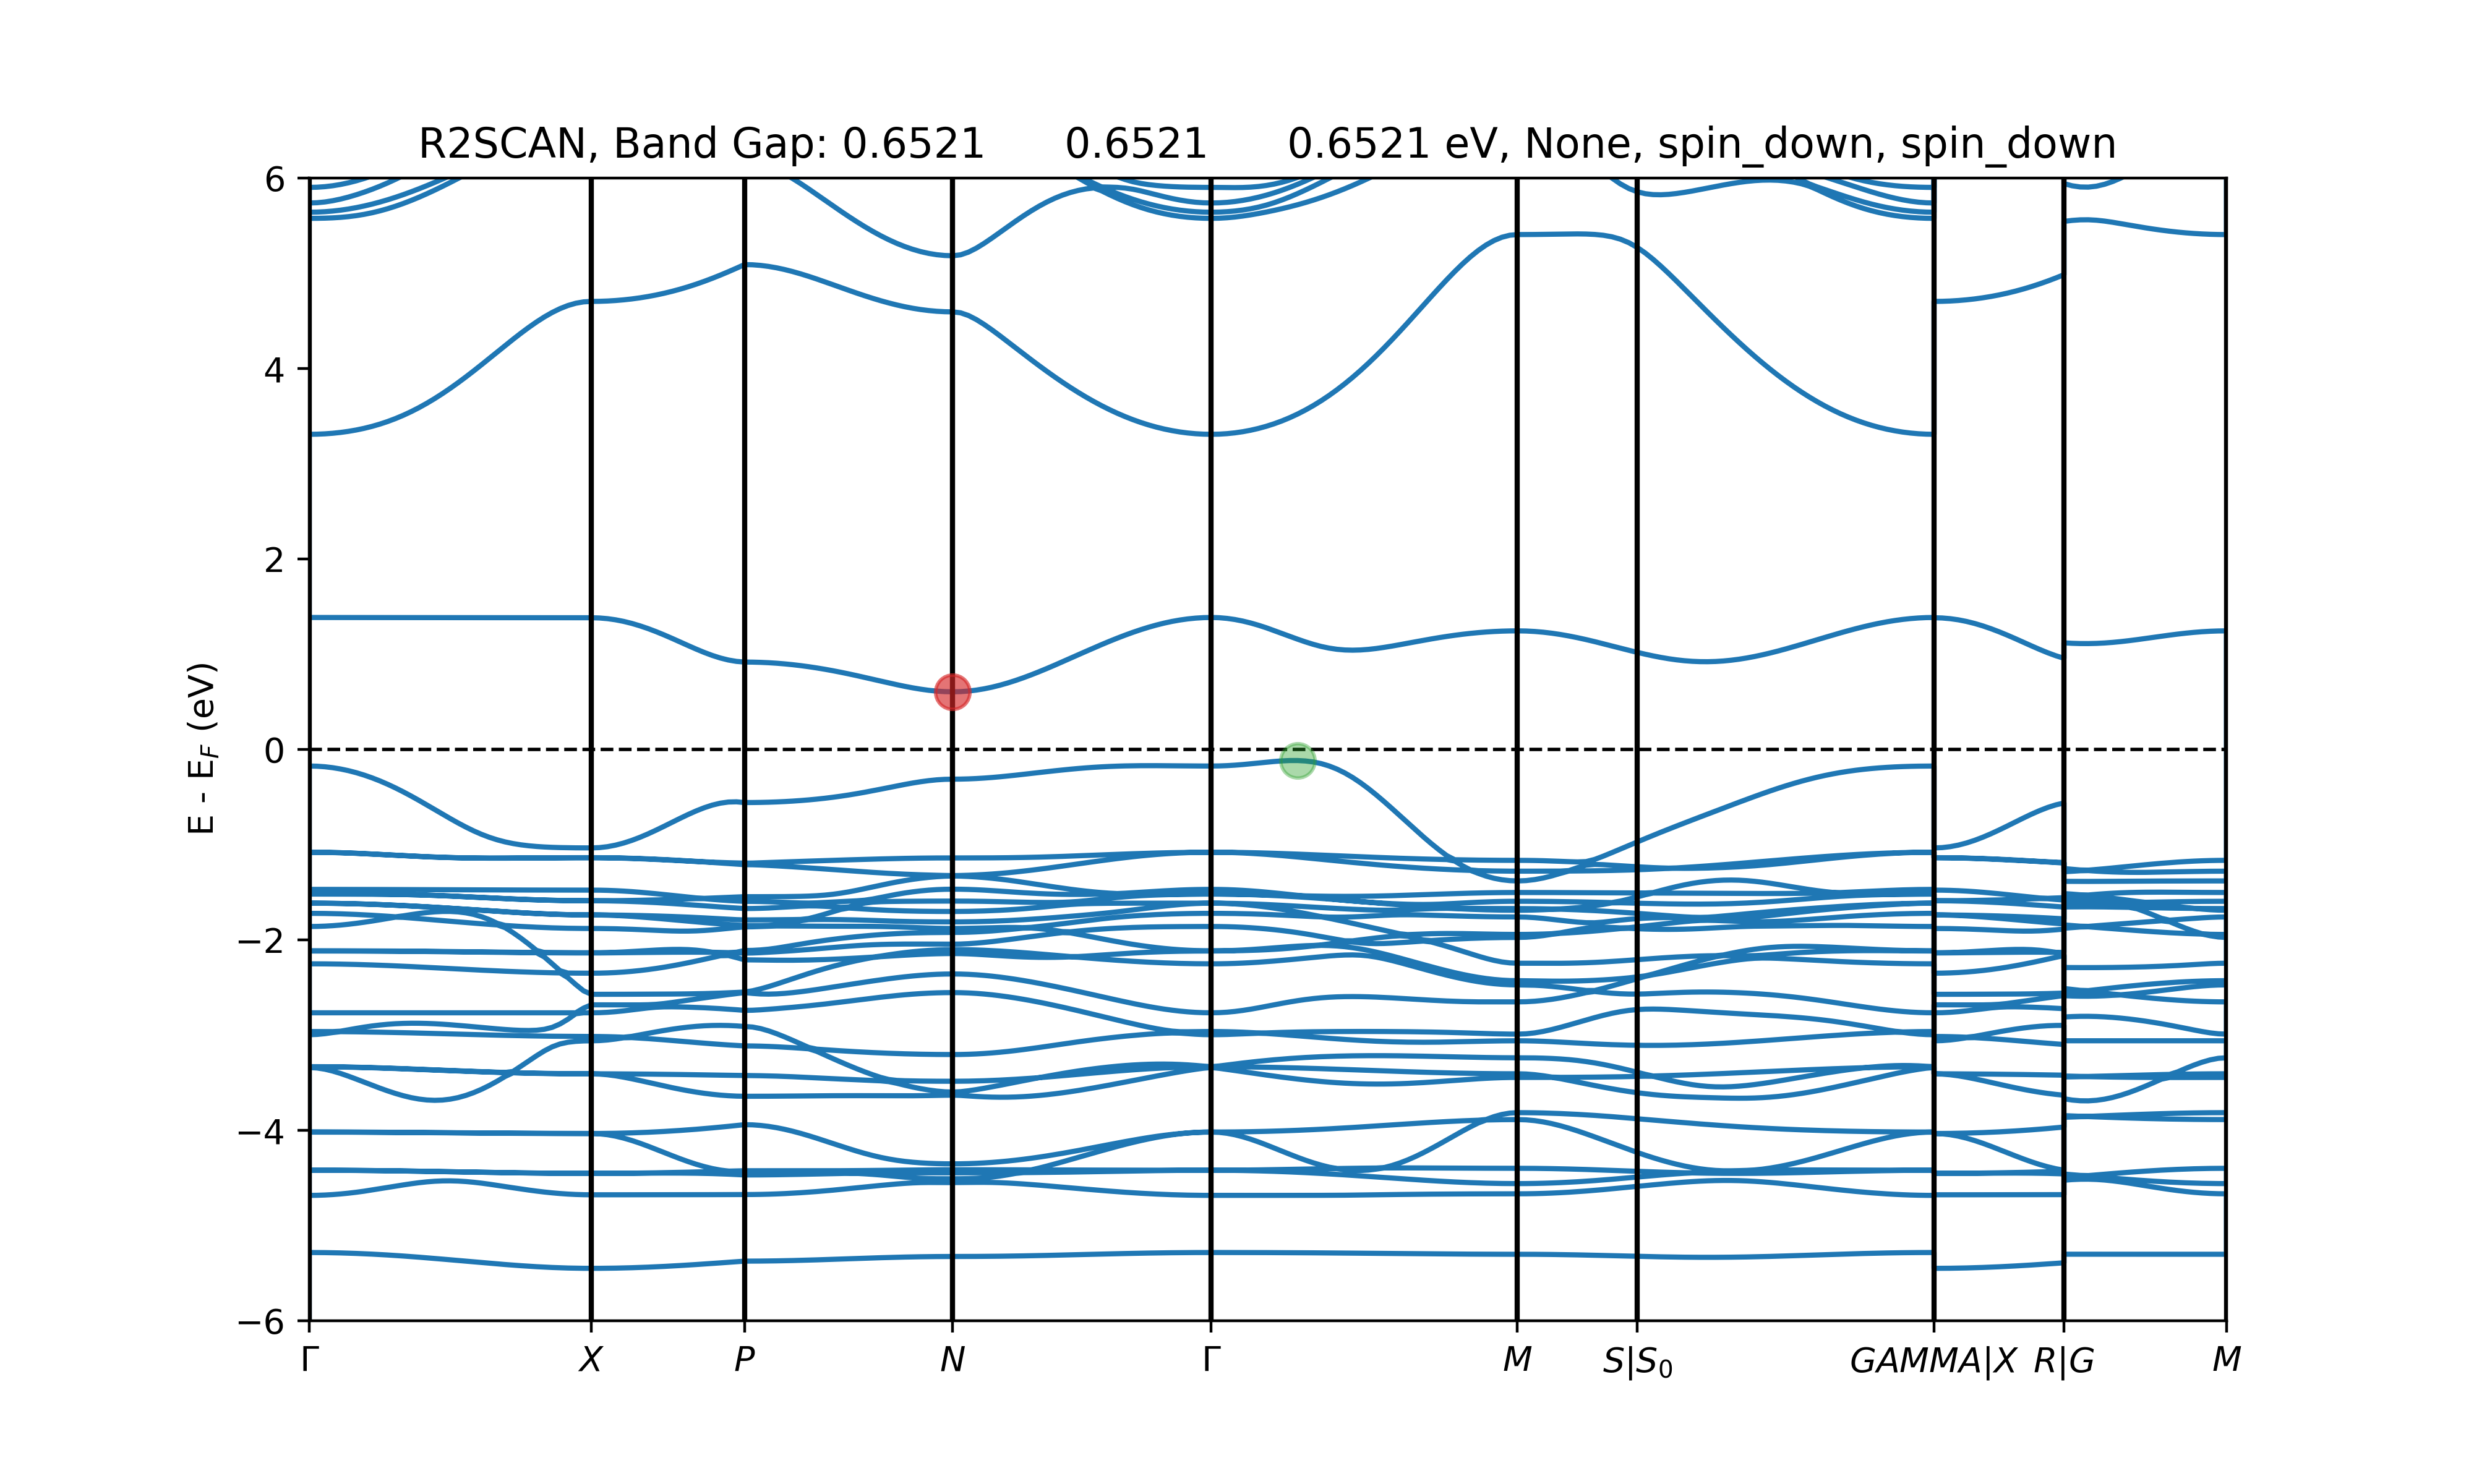 R2SCAN, Band Gap: 0.6521 0.6521 0.6521 eV, None, spin_down, spin_down
6
4
2
0
−2
−4
−6
E - E_F (eV)
Γ X P N Γ M S|S₀ GAMMA|X R|G M